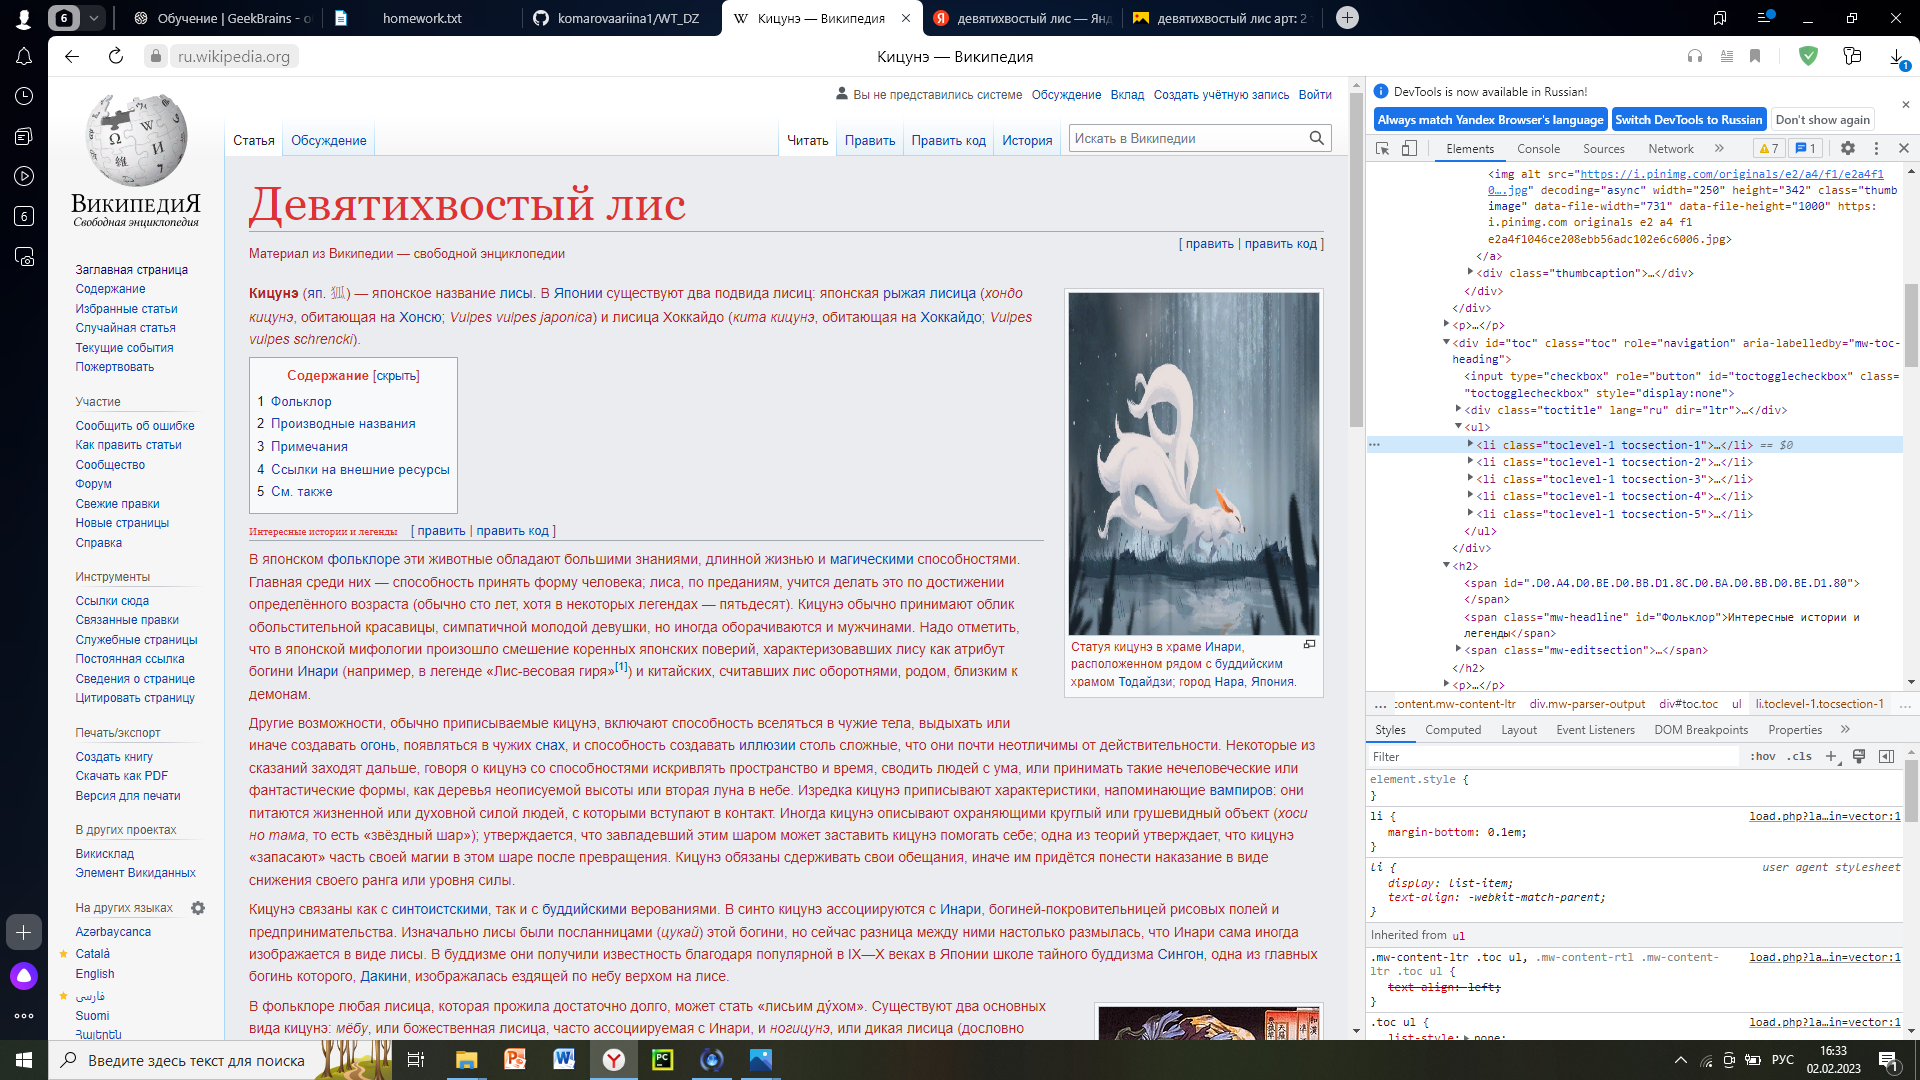 6
Обучение | GeekBrains - о
homework.txt
komarovaariina1/WT_DZ
Кицунэ — Википедия
девятихвостый лис — Янд
девятихвостый лис арт: 2
ru.wikipedia.org
Кицунэ — Википедия
1
6
ВикипедиЯ
Свободная энциклопедия
Вы не представились системе Обсуждение Вклад Создать учётную запись Войти
Статья Обсуждение Читать Править Править код История Искать в Википедии
Заглавная страница
Содержание
Избранные статьи
Случайная статья
Текущие события
Пожертвовать
Участие
Сообщить об ошибке
Как править статьи
Сообщество
Форум
Свежие правки
Новые страницы
Справка
Инструменты
Ссылки сюда
Связанные правки
Служебные страницы
Постоянная ссылка
Сведения о странице
Цитировать страницу
Печать/экспорт
Создать книгу
Скачать как PDF
Версия для печати
В других проектах
Викисклад
Элемент Викиданных
На других языках
Azərbaycanca
Català
English
فارسی
Suomi
Հայերեն
Девятихвостый лис
[ править | править код ]
Материал из Википедии — свободной энциклопедии
Кицунэ (яп. 狐) — японское название лисы. В Японии существуют два подвида лисиц: японская рыжая лисица (хондо
кицунэ, обитающая на Хонсю; Vulpes vulpes japonica) и лисица Хоккайдо (кита кицунэ, обитающая на Хоккайдо; Vulpes
vulpes schrencki).
Содержание [скрыть]
1 Фольклор
2 Производные названия
3 Примечания
4 Ссылки на внешние ресурсы
5 См. также
Статуя кицунэ в храме Инари,
расположенном рядом с буддийским
храмом Тодайдзи; город Нара, Япония.
Интересные истории и легенды [ править | править код ]
В японском фольклоре эти животные обладают большими знаниями, длинной жизнью и магическими способностями.
Главная среди них — способность принять форму человека; лиса, по преданиям, учится делать это по достижении
определённого возраста (обычно сто лет, хотя в некоторых легендах — пятьдесят). Кицунэ обычно принимают облик
обольстительной красавицы, симпатичной молодой девушки, но иногда оборачиваются и мужчинами. Надо отметить,
что в японской мифологии произошло смешение коренных японских поверий, характеризовавших лису как атрибут
богини Инари (например, в легенде «Лис-весовая гиря»[1]) и китайских, считавших лис оборотнями, родом, близким к
демонам.
Другие возможности, обычно приписываемые кицунэ, включают способность вселяться в чужие тела, выдыхать или
иначе создавать огонь, появляться в чужих снах, и способность создавать иллюзии столь сложные, что они почти неотличимы от действительности. Некоторые из
сказаний заходят дальше, говоря о кицунэ со способностями искривлять пространство и время, сводить людей с ума, или принимать такие нечеловеческие или
фантастические формы, как деревья неописуемой высоты или вторая луна в небе. Изредка кицунэ приписывают характеристики, напоминающие вампиров: они
питаются жизненной или духовной силой людей, с которыми вступают в контакт. Иногда кицунэ описывают охраняющими круглый или грушевидный объект (хоси
но тама, то есть «звёздный шар»); утверждается, что завладевший этим шаром может заставить кицунэ помогать себе; одна из теорий утверждает, что кицунэ
«запасают» часть своей магии в этом шаре после превращения. Кицунэ обязаны сдерживать свои обещания, иначе им придётся понести наказание в виде
снижения своего ранга или уровня силы.
Кицунэ связаны как с синтоистскими, так и с буддийскими верованиями. В синто кицунэ ассоциируются с Инари, богиней-покровительницей рисовых полей и
предпринимательства. Изначально лисы были посланницами (цукай) этой богини, но сейчас разница между ними настолько размылась, что Инари сама иногда
изображается в виде лисы. В буддизме они получили известность благодаря популярной в IX—X веках в Японии школе тайного буддизма Сингон, одна из главных
богинь которого, Дакини, изображалась ездящей по небу верхом на лисе.
В фольклоре любая лисица, которая прожила достаточно долго, может стать «лисьим ду́хом». Существуют два основных
вида кицунэ: мёбу, или божественная лисица, часто ассоциируемая с Инари, и ногицунэ, или дикая лисица (дословно
DevTools is now available in Russian!
Always match Yandex Browser's language Switch DevTools to Russian Don't show again
Elements Console Sources Network » 7 1
<img alt src="https://i.pinimg.com/originals/e2/a4/f1/e2a4f1
0….jpg" decoding="async" width="250" height="342" class="thumb
image" data-file-width="731" data-file-height="1000" https:
i.pinimg.com originals e2 a4 f1
e2a4f1046ce208ebb56adc102e6c6006.jpg>
</a>
<div class="thumbcaption">…</div>
</div>
</div>
<p>…</p>
<div id="toc" class="toc" role="navigation" aria-labelledby="mw-toc-
heading">
<input type="checkbox" role="button" id="toctogglecheckbox" class=
"toctogglecheckbox" style="display:none">
<div class="toctitle" lang="ru" dir="ltr">…</div>
<ul>
<li class="toclevel-1 tocsection-1">…</li> == $0
<li class="toclevel-1 tocsection-2">…</li>
<li class="toclevel-1 tocsection-3">…</li>
<li class="toclevel-1 tocsection-4">…</li>
<li class="toclevel-1 tocsection-5">…</li>
</ul>
</div>
<h2>
<span id=".D0.A4.D0.BE.D0.BB.D1.8C.D0.BA.D0.BB.D0.BE.D1.80">
</span>
<span class="mw-headline" id="Фольклор">Интересные истории и
легенды</span>
<span class="mw-editsection">…</span>
</h2>
<p>…</p>
… content.mw-content-ltr div.mw-parser-output div#toc.toc ul li.toclevel-1.tocsection-1 …
Styles Computed Layout Event Listeners DOM Breakpoints Properties »
Filter :hov .cls
element.style {
}
li { load.php?la…in=vector:1
margin-bottom: 0.1em;
}
li { user agent stylesheet
display: list-item;
text-align: -webkit-match-parent;
}
Inherited from ul
.mw-content-ltr .toc ul, .mw-content-rtl .mw-content- load.php?la…in=vector:1
ltr .toc ul {
text-align: left;
}
.toc ul { load.php?la…in=vector:1
list-style: none;
Введите здесь текст для поиска
РУС
16:33
02.02.2023
1